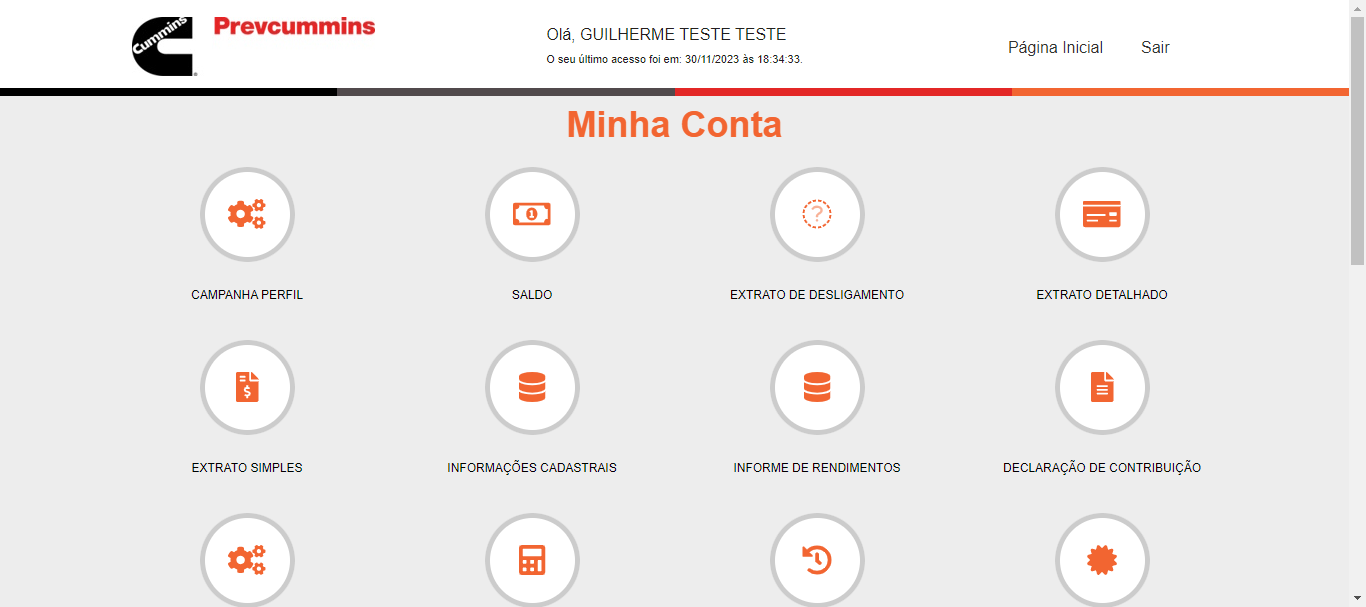 Cummins
Prevcummins
Olá, GUILHERME TESTE TESTE
O seu último acesso foi em: 30/11/2023 às 18:34:33.
Página Inicial
Sair
Minha Conta
1
?
CAMPANHA PERFIL
SALDO
EXTRATO DE DESLIGAMENTO
EXTRATO DETALHADO
$
EXTRATO SIMPLES
INFORMAÇÕES CADASTRAIS
INFORME DE RENDIMENTOS
DECLARAÇÃO DE CONTRIBUIÇÃO